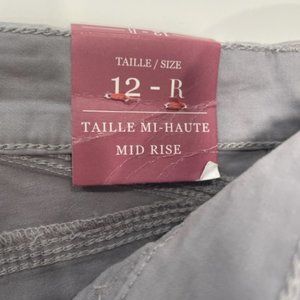 TAILLE / SIZE
12 - R
TAILLE MI-HAUTE
MID RISE